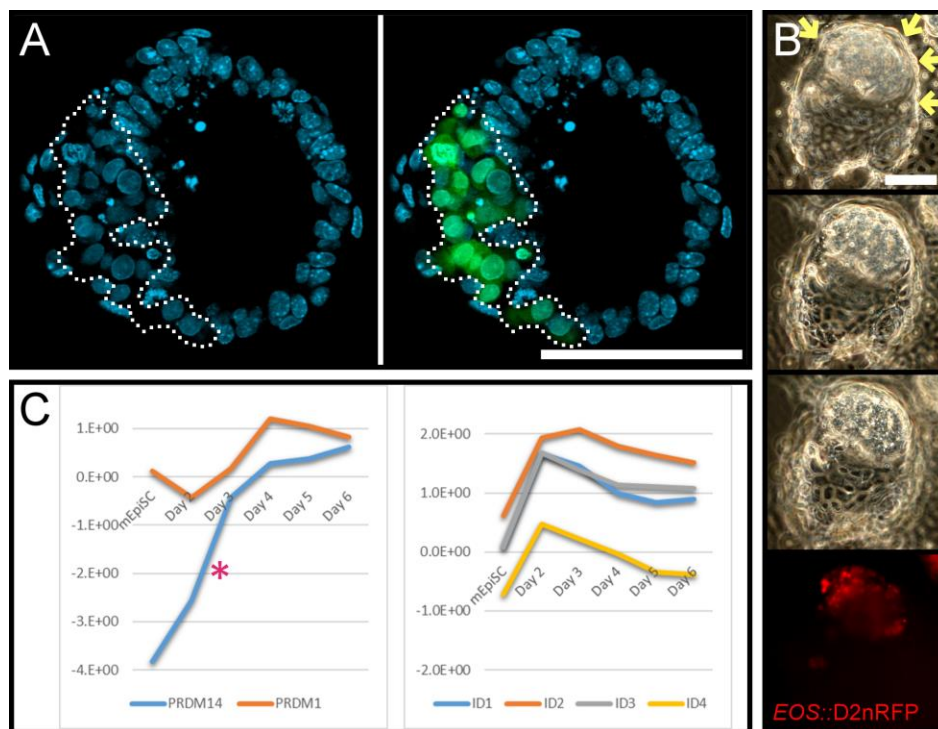 A
B
EOS::D2nRFP
C
1.E+00
0.E+00
-1.E+00
-2.E+00
-3.E+00
-4.E+00
mEpiSC
Day 2
Day 3
Day 4
Day 5
Day 6
*
PRDM14
PRDM1
2.0E+00
1.0E+00
0.0E+00
-1.0E+00
-2.0E+00
mEpiSC
Day 2
Day 3
Day 4
Day 5
Day 6
ID1
ID2
ID3
ID4